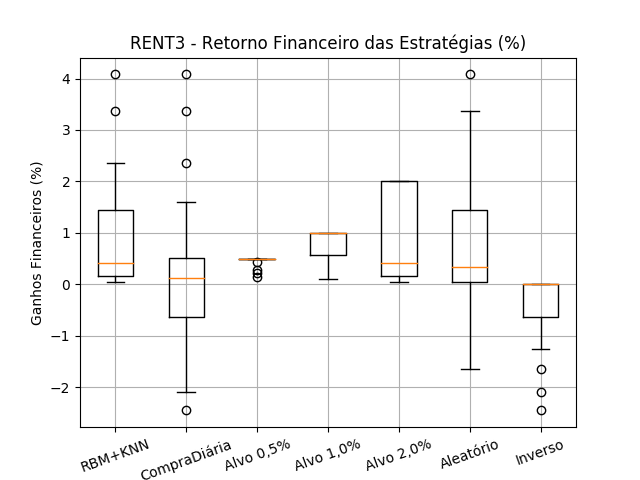 RENT3 - Retorno Financeiro das Estratégias (%)
Ganhos Financeiros (%)
4
3
2
1
0
−1
−2
RBM+KNN
CompraDiária
Alvo 0,5%
Alvo 1,0%
Alvo 2,0%
Aleatório
Inverso